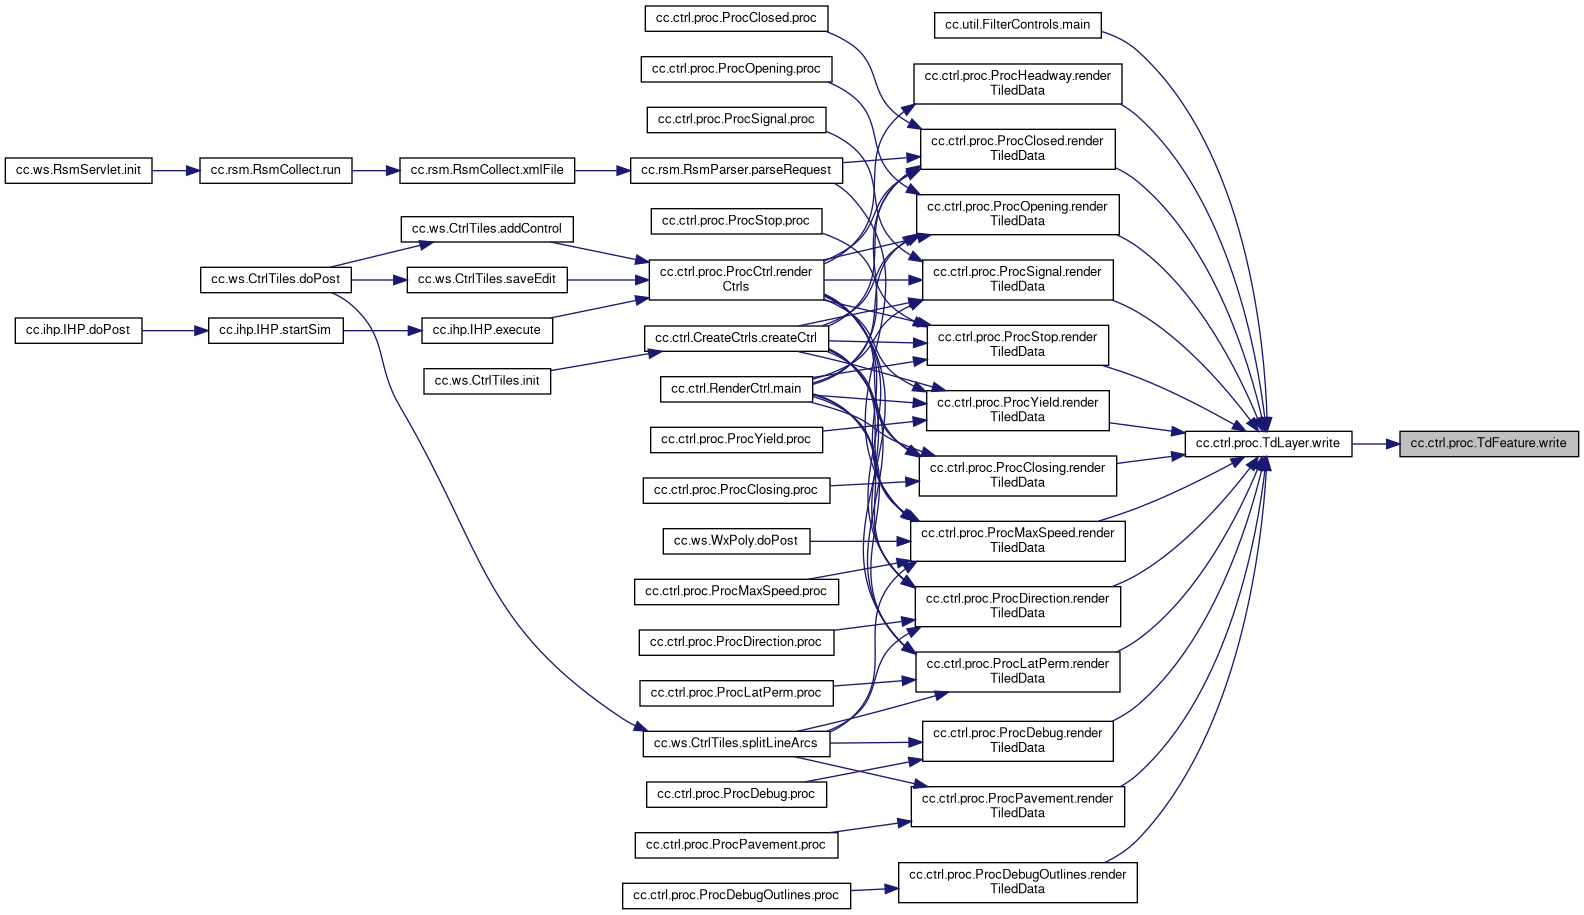 cc.ws.RsmServlet.init
cc.ihp.IHP.doPost
cc.rsm.RsmCollect.run
cc.ws.CtrlTiles.doPost
cc.ihp.IHP.startSim
cc.rsm.RsmCollect.xmlFile
cc.ws.CtrlTiles.addControl
cc.ws.CtrlTiles.saveEdit
cc.ihp.IHP.execute
cc.ws.CtrlTiles.init
cc.ctrl.proc.ProcClosed.proc
cc.ctrl.proc.ProcOpening.proc
cc.ctrl.proc.ProcSignal.proc
cc.rsm.RsmParser.parseRequest
cc.ctrl.proc.ProcStop.proc
cc.ctrl.proc.ProcCtrl.render
Ctrls
cc.ctrl.CreateCtrls.createCtrl
cc.ctrl.RenderCtrl.main
cc.ctrl.proc.ProcYield.proc
cc.ctrl.proc.ProcClosing.proc
cc.ws.WxPoly.doPost
cc.ctrl.proc.ProcMaxSpeed.proc
cc.ctrl.proc.ProcDirection.proc
cc.ctrl.proc.ProcLatPerm.proc
cc.ws.CtrlTiles.splitLineArcs
cc.ctrl.proc.ProcDebug.proc
cc.ctrl.proc.ProcPavement.proc
cc.ctrl.proc.ProcDebugOutlines.proc
cc.util.FilterControls.main
cc.ctrl.proc.ProcHeadway.render
TiledData
cc.ctrl.proc.ProcClosed.render
TiledData
cc.ctrl.proc.ProcOpening.render
TiledData
cc.ctrl.proc.ProcSignal.render
TiledData
cc.ctrl.proc.ProcStop.render
TiledData
cc.ctrl.proc.ProcYield.render
TiledData
cc.ctrl.proc.ProcClosing.render
TiledData
cc.ctrl.proc.ProcMaxSpeed.render
TiledData
cc.ctrl.proc.ProcDirection.render
TiledData
cc.ctrl.proc.ProcLatPerm.render
TiledData
cc.ctrl.proc.ProcDebug.render
TiledData
cc.ctrl.proc.ProcPavement.render
TiledData
cc.ctrl.proc.ProcDebugOutlines.render
TiledData
cc.ctrl.proc.TdLayer.write
cc.ctrl.proc.TdFeature.write